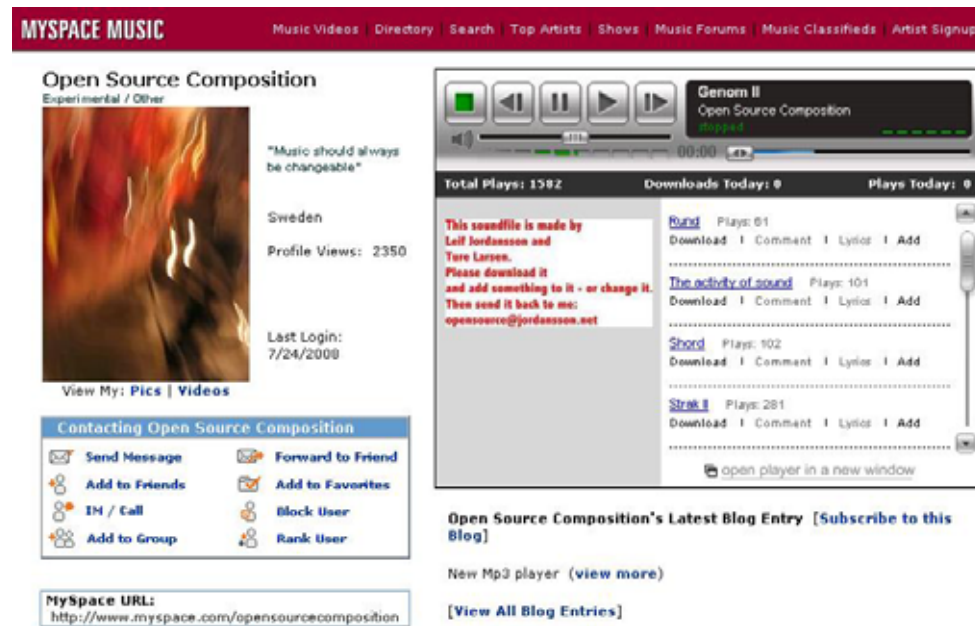 MYSPACE MUSIC
Music Videos | Directory | Search | Top Artists | Shows | Music Forums | Music Classifieds | Artist Signup
Open Source Composition
Experimental / Other
"Music should always
be changeable"
Sweden
Profile Views: 2350
Last Login:
7/24/2008
View My: Pics | Videos
Contacting Open Source Composition
Send Message
Forward to Friend
Add to Friends
Add to Favorites
IM / Call
Block User
Add to Group
Rank User
MySpace URL:
http://www.myspace.com/opensourcecomposition
Genom II
Open Source Composition
stopped
00:00
Total Plays: 1582 Downloads Today: 0 Plays Today: 0
This soundfile is made by
Leif Jordansson and
Ture Larsen.
Please download it
and add something to it - or change it.
Then send it back to me:
opensource@jordansson.net
Rund Plays: 61
Download | Comment | Lyrics | Add
The activity of sound Plays: 101
Download | Comment | Lyrics | Add
Shord Plays: 102
Download | Comment | Lyrics | Add
Strak II Plays: 281
Download | Comment | Lyrics | Add
open player in a new window
Open Source Composition's Latest Blog Entry [Subscribe to this
Blog]
New Mp3 player (view more)
[View All Blog Entries]